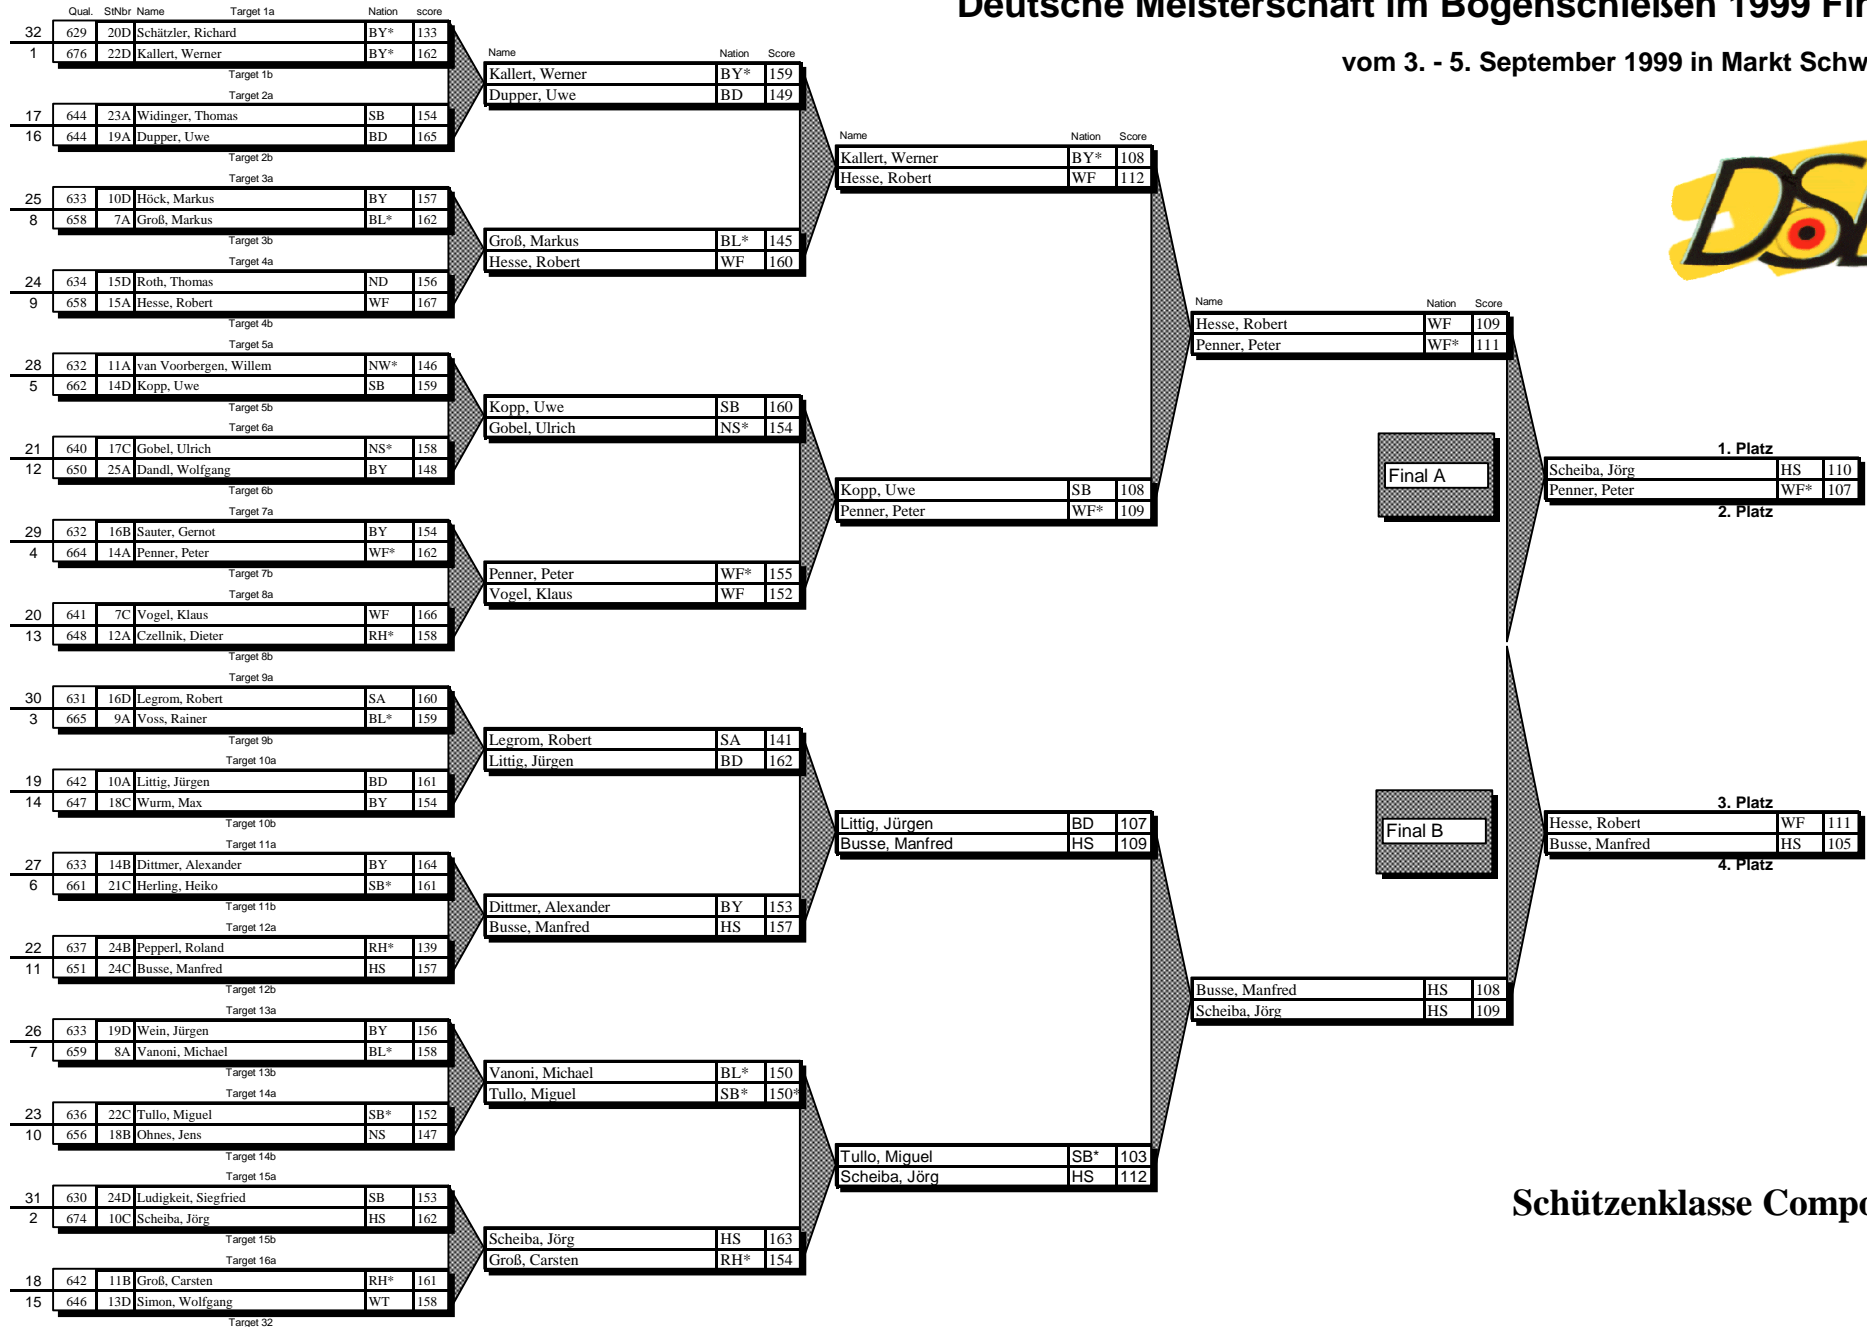 Deutsche Meisterschaft im Bogenschießen 1999
vom 3. - 5. September 1999 in Markt
DSB
Qual. StNbr Name Target 1a Nation score
32 629 20D Schätzler, Richard BY* 133
1 676 22D Kallert, Werner BY* 162
Target 1b
Target 2a
17 644 23A Widinger, Thomas SB 154
16 644 19A Dupper, Uwe BD 165
Target 2b
Target 3a
25 633 10D Höck, Markus BY 157
8 658 7A Groß, Markus BL* 162
Target 3b
Target 4a
24 634 15D Roth, Thomas ND 156
9 658 15A Hesse, Robert WF 167
Target 4b
Target 5a
28 632 11A van Voorbergen, Willem NW* 146
5 662 14D Kopp, Uwe SB 159
Target 5b
Target 6a
21 640 17C Gobel, Ulrich NS* 158
12 650 25A Dandl, Wolfgang BY 148
Target 6b
Target 7a
29 632 16B Sauter, Gernot BY 154
4 664 14A Penner, Peter WF* 162
Target 7b
Target 8a
20 641 7C Vogel, Klaus WF 166
13 648 12A Czellnik, Dieter RH* 158
Target 8b
Target 9a
30 631 16D Legrom, Robert SA 160
3 665 9A Voss, Rainer BL* 159
Target 9b
Target 10a
19 642 10A Littig, Jürgen BD 161
14 647 18C Wurm, Max BY 154
Target 10b
Target 11a
27 633 14B Dittmer, Alexander BY 164
6 661 21C Herling, Heiko SB* 161
Target 11b
Target 12a
22 637 24B Pepperl, Roland RH* 139
11 651 24C Busse, Manfred HS 157
Target 12b
Target 13a
26 633 19D Wein, Jürgen BY 156
7 659 8A Vanoni, Michael BL* 158
Target 13b
Target 14a
23 636 22C Tullo, Miguel SB* 152
10 656 18B Ohnes, Jens NS 147
Target 14b
Target 15a
31 630 24D Ludigkeit, Siegfried SB 153
2 674 10C Scheiba, Jörg HS 162
Target 15b
Target 16a
18 642 11B Groß, Carsten RH* 161
15 646 13D Simon, Wolfgang WT 158
Target 32
Name Nation Score
Kallert, Werner BY* 159
Dupper, Uwe BD 149
Groß, Markus BL* 145
Hesse, Robert WF 160
Kopp, Uwe SB 160
Gobel, Ulrich NS* 154
Penner, Peter WF* 155
Vogel, Klaus WF 152
Legrom, Robert SA 141
Littig, Jürgen BD 162
Dittmer, Alexander BY 153
Busse, Manfred HS 157
Vanoni, Michael BL* 150
Tullo, Miguel SB* 150*
Scheiba, Jörg HS 163
Groß, Carsten RH* 154
Name Nation Score
Kallert, Werner BY* 108
Hesse, Robert WF 112
Kopp, Uwe SB 108
Penner, Peter WF* 109
Littig, Jürgen BD 107
Busse, Manfred HS 109
Tullo, Miguel SB* 103
Scheiba, Jörg HS 112
Name Nation Score
Hesse, Robert WF 109
Penner, Peter WF* 111
Busse, Manfred HS 108
Scheiba, Jörg HS 109
Final A
1. Platz
Scheiba, Jörg HS 110
Penner, Peter WF* 107
2. Platz
Final B
3. Platz
Hesse, Robert WF 111
Busse, Manfred HS 105
4. Platz
Schützenklasse